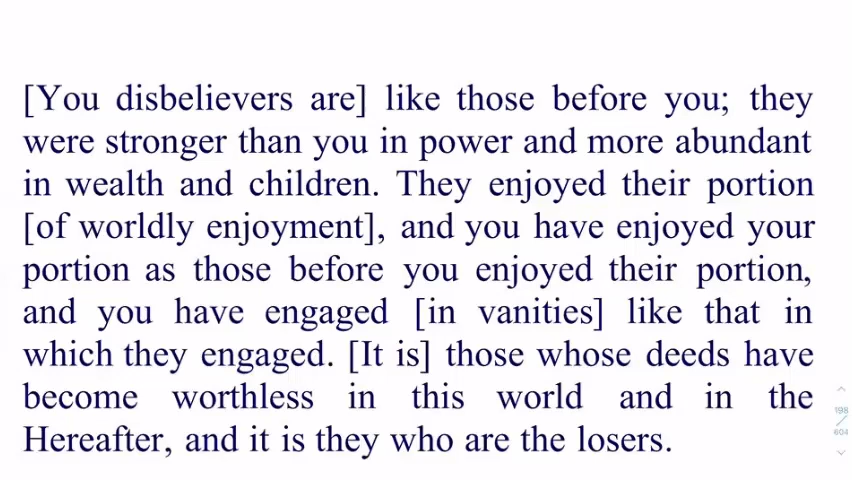 [You disbelievers are] like those before you; they
were stronger than you in power and more abundant
in wealth and children. They enjoyed their portion
[of worldly enjoyment], and you have enjoyed your
portion as those before you enjoyed their portion,
and you have engaged [in vanities] like that in
which they engaged. [It is] those whose deeds have
become worthless in this world and in the
Hereafter, and it is they who are the losers.
198
604